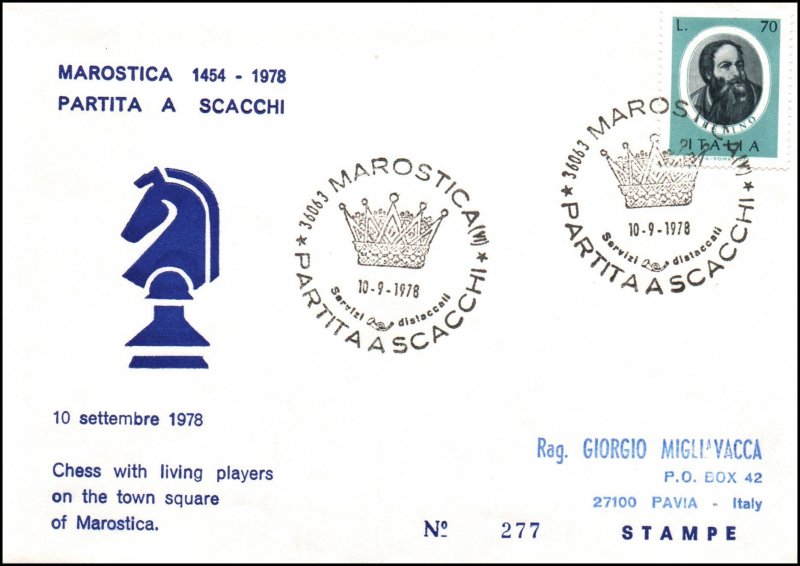 MAROSTICA 1454 - 1978
PARTITA A SCACCHI
L. 70
ITALIA
★ 36063 MAROSTICA (VI) ★
PARTITA A SCACCHI
10-9-1978
Servizi distaccati
★ 36063 MAROSTICA (VI) ★
PARTITA A SCACCHI
10-9-1978
Servizi distaccati
10 settembre 1978
Chess with living players
on the town square
of Marostica.
Rag. GIORGIO MIGLIAVACCA
P.O. BOX 42
27100 PAVIA - Italy
Nº 277 STAMPE